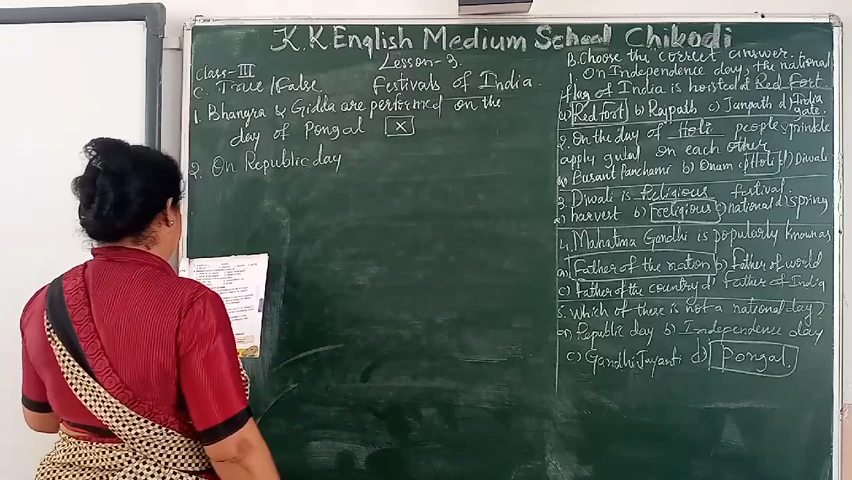 K.K.English Medium School Chikodi
Lesson-3.
Class-III
C. True/False.
Festivals of India.
1. Bhangra & Gidda are performed on the
day of Pongal [x]
2. On Republic day
B. Choose the correct answer.
1. On Independence day, the national
flag of India is hoisted at Red Fort.
a) Red fort b) Rajpath c) Janpath d) India
gate.
2. On the day of Holi people sprinkle
apply gulal on each other
a) Basant Panchami b) Onam c) Holi d) Diwali
3. Diwali is Religious festival.
a) harvest b) religious c) national d) spring
4. Mahatma Gandhi is popularly known as
a) Father of the nation b) Father of world
c) Father of the country d) Father of India
5. Which of there is not a national day?
a) Republic day b) Independence day
c) Gandhi Jayanti d) Pongal.